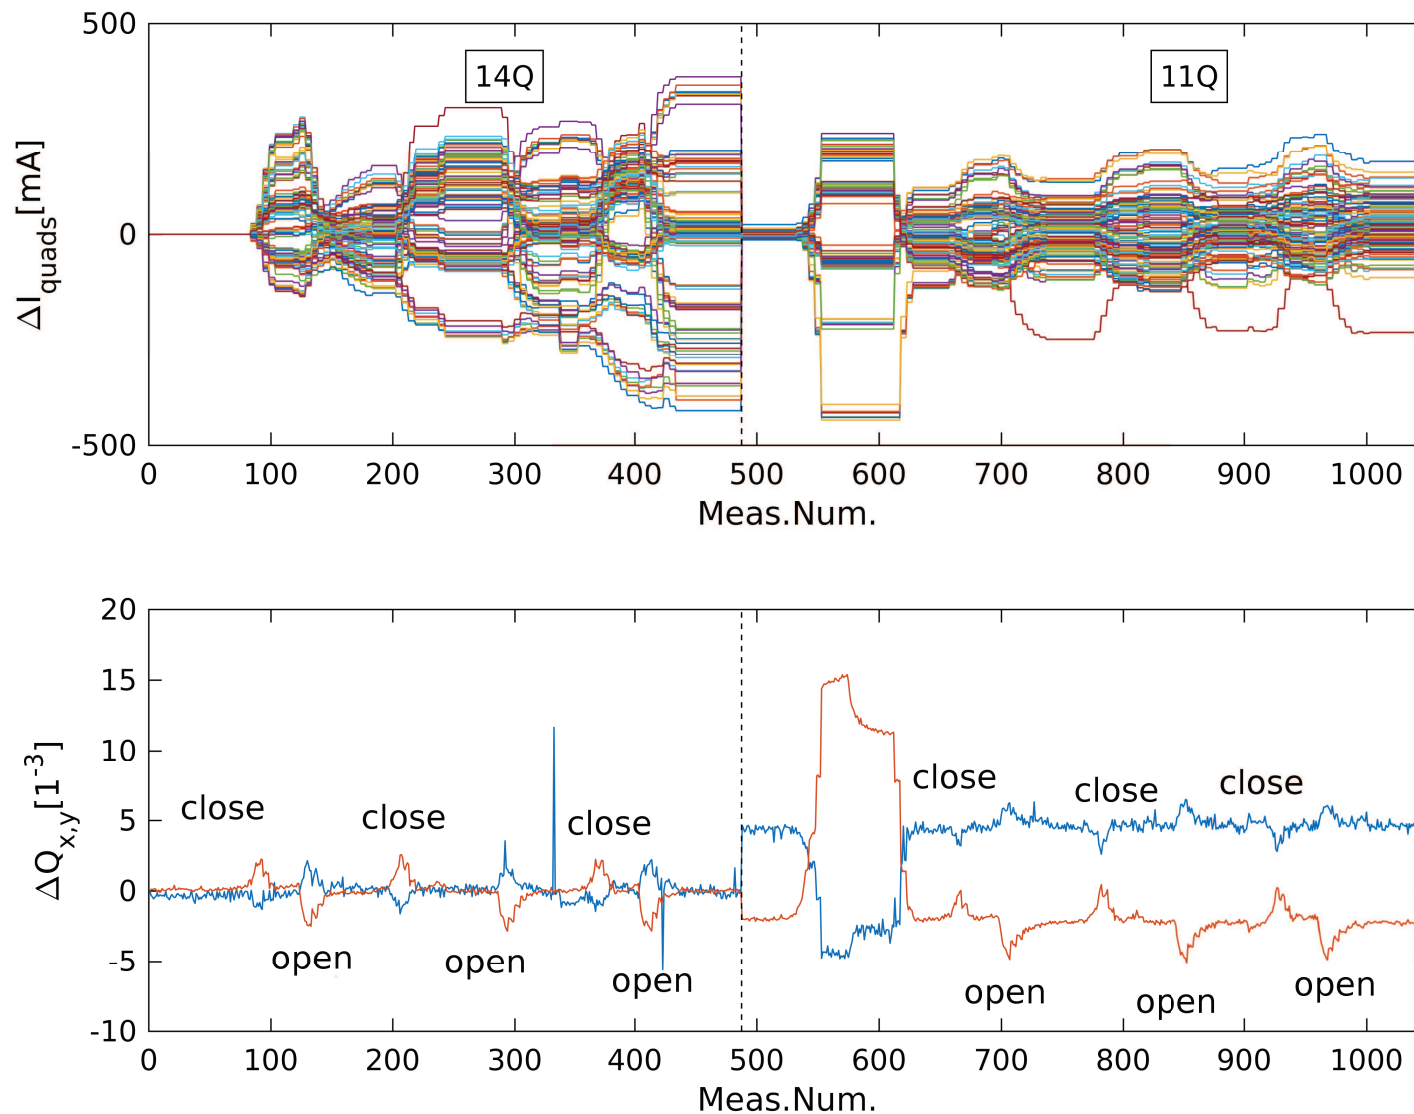 500
14Q
11Q
0
-500
ΔI_quads[mA]
0 100 200 300 400 500 600 700 800 900 1000
Meas.Num.
20
15
10
5
0
-5
-10
ΔQ_x,y[1^-3]
close close close close close close
open open open open open open
0 100 200 300 400 500 600 700 800 900 1000
Meas.Num.